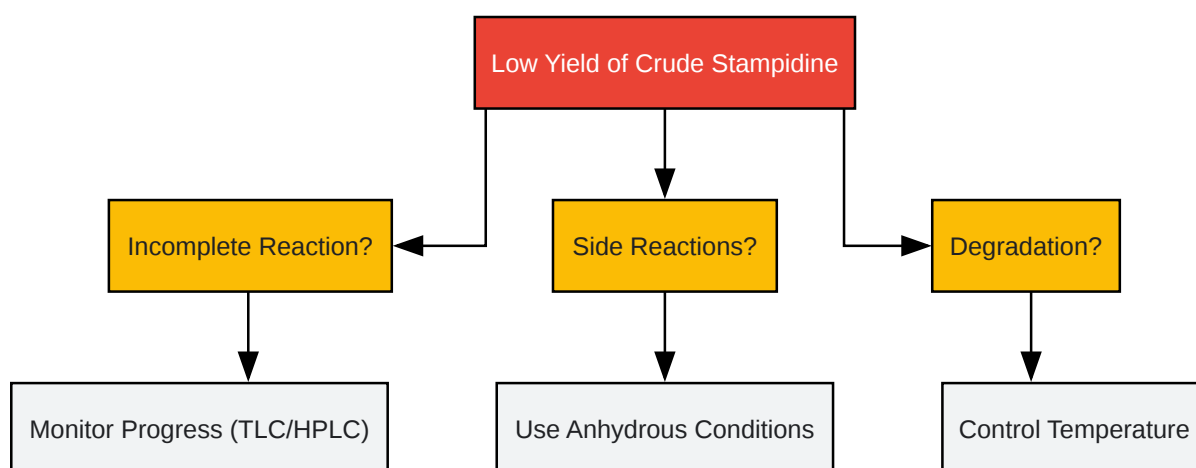 Low Yield of Crude Stampidine
Incomplete Reaction?
Side Reactions?
Degradation?
Monitor Progress (TLC/HPLC)
Use Anhydrous Conditions
Control Temperature